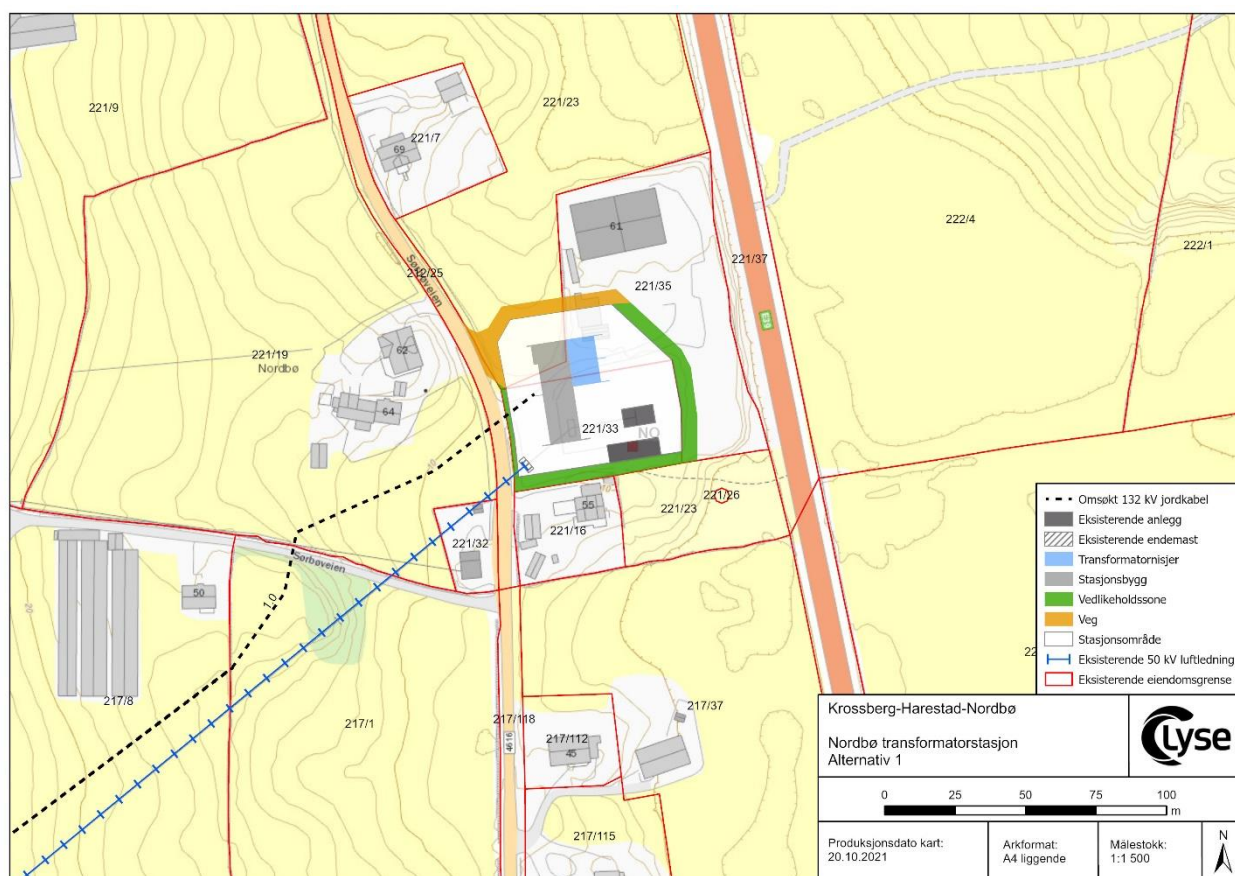 221/9
221/23
221/7
69
222/4
222/1
61
221/37
212/25
Sørbøveien
221/35
62
221/19
Nordbø
64
221/33
NO
10
55
221/26
221/23
221/16
221/32
Sørbøveien
50
1.0
20
217/8
217/1
217/118
4616
217/37
217/112
45
217/115
Omsøkt 132 kV jordkabel
Eksisterende anlegg
Eksisterende endemast
Transformatornisjer
Stasjonsbygg
Vedlikeholdssone
Veg
Stasjonsområde
Eksisterende 50 kV luftledning
Eksisterende eiendomsgrense
Krossberg-Harestad-Nordbø
Nordbø transformatorstasjon
Alternativ 1
Lyse
0 25 50 75 100
m
Produksjonsdato kart:
20.10.2021
Arkformat:
A4 liggende
Målestokk:
1:1 500
N